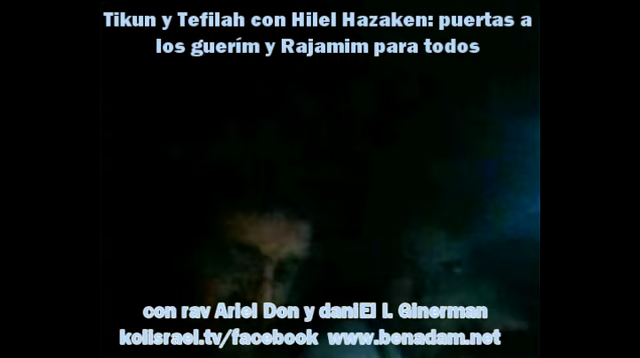 Tikun y Tefilah con Hilel Hazaken: puertas a
los guerím y Rajamim para todos
con rav Ariel Don y daniEl I. Ginerman
kolisrael.tv/facebook www.benadam.net